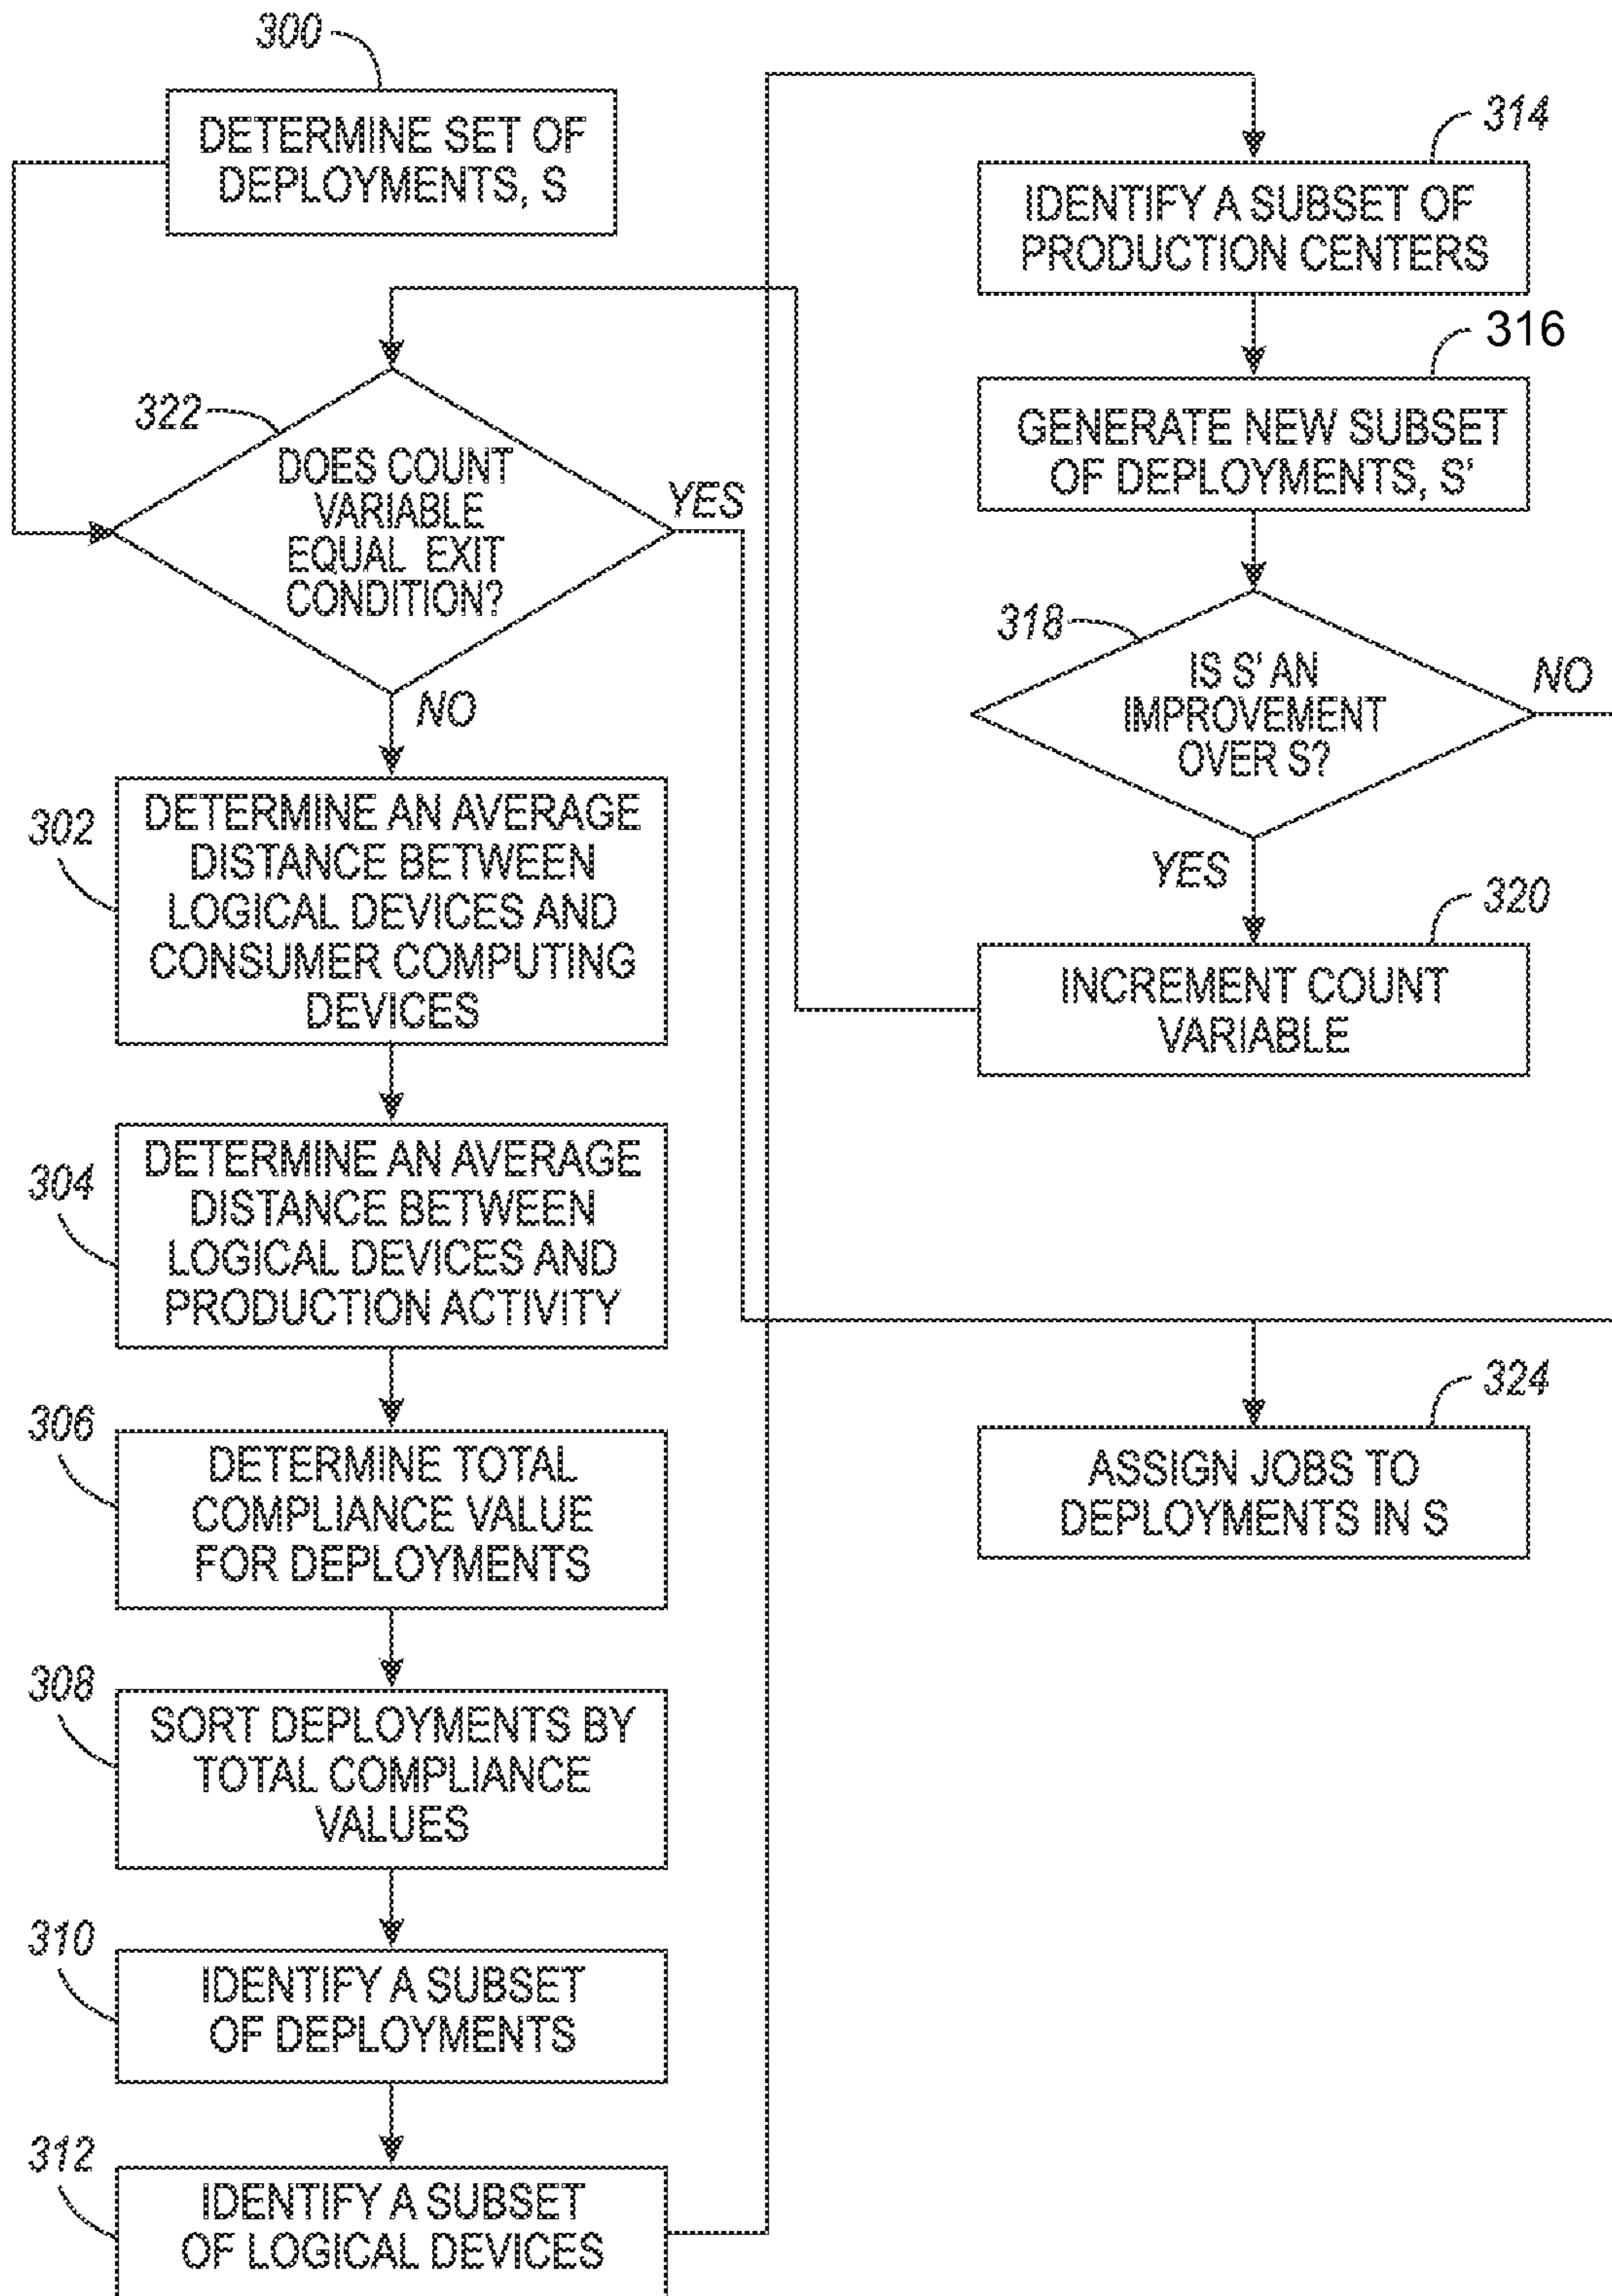 300
DETERMINE SET OF
DEPLOYMENTS, S
322
DOES COUNT
VARIABLE
EQUAL EXIT
CONDITION?
YES
NO
302
DETERMINE AN AVERAGE
DISTANCE BETWEEN
LOGICAL DEVICES AND
CONSUMER COMPUTING
DEVICES
304
DETERMINE AN AVERAGE
DISTANCE BETWEEN
LOGICAL DEVICES AND
PRODUCTION ACTIVITY
306
DETERMINE TOTAL
COMPLIANCE VALUE
FOR DEPLOYMENTS
308
SORT DEPLOYMENTS BY
TOTAL COMPLIANCE
VALUES
310
IDENTIFY A SUBSET
OF DEPLOYMENTS
312
IDENTIFY A SUBSET
OF LOGICAL DEVICES
314
IDENTIFY A SUBSET OF
PRODUCTION CENTERS
316
GENERATE NEW SUBSET
OF DEPLOYMENTS, S'
318
IS S' AN
IMPROVEMENT
OVER S?
NO
YES
320
INCREMENT COUNT
VARIABLE
324
ASSIGN JOBS TO
DEPLOYMENTS IN S